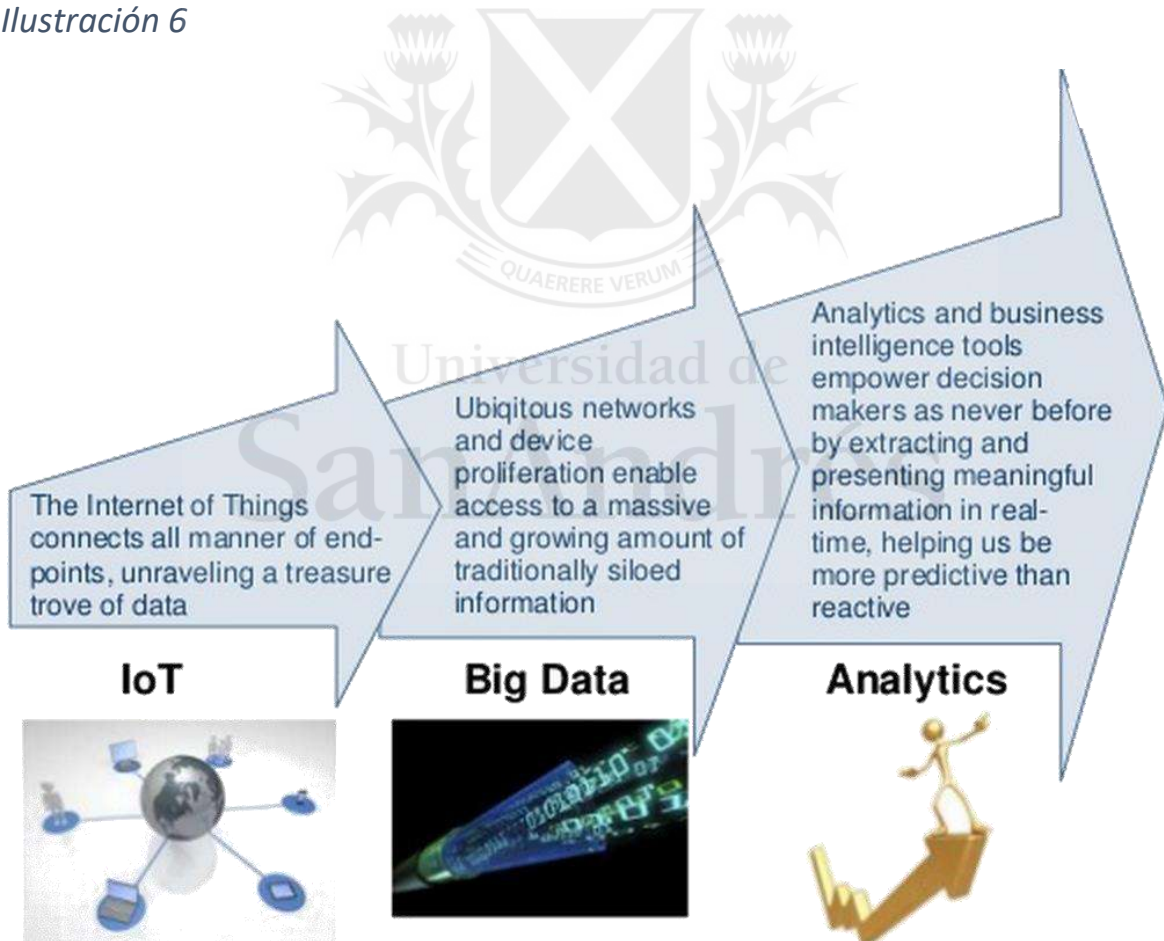 Ilustración 6
QUAERERE VERUM
Universidad de
SanAndrés
The Internet of Things
connects all manner of end-
points, unraveling a treasure
trove of data
IoT
Ubiqitous networks
and device
proliferation enable
access to a massive
and growing amount of
traditionally siloed
information
Big Data
Analytics and business
intelligence tools
empower decision
makers as never before
by extracting and
presenting meaningful
information in real-
time, helping us be
more predictive than
reactive
Analytics